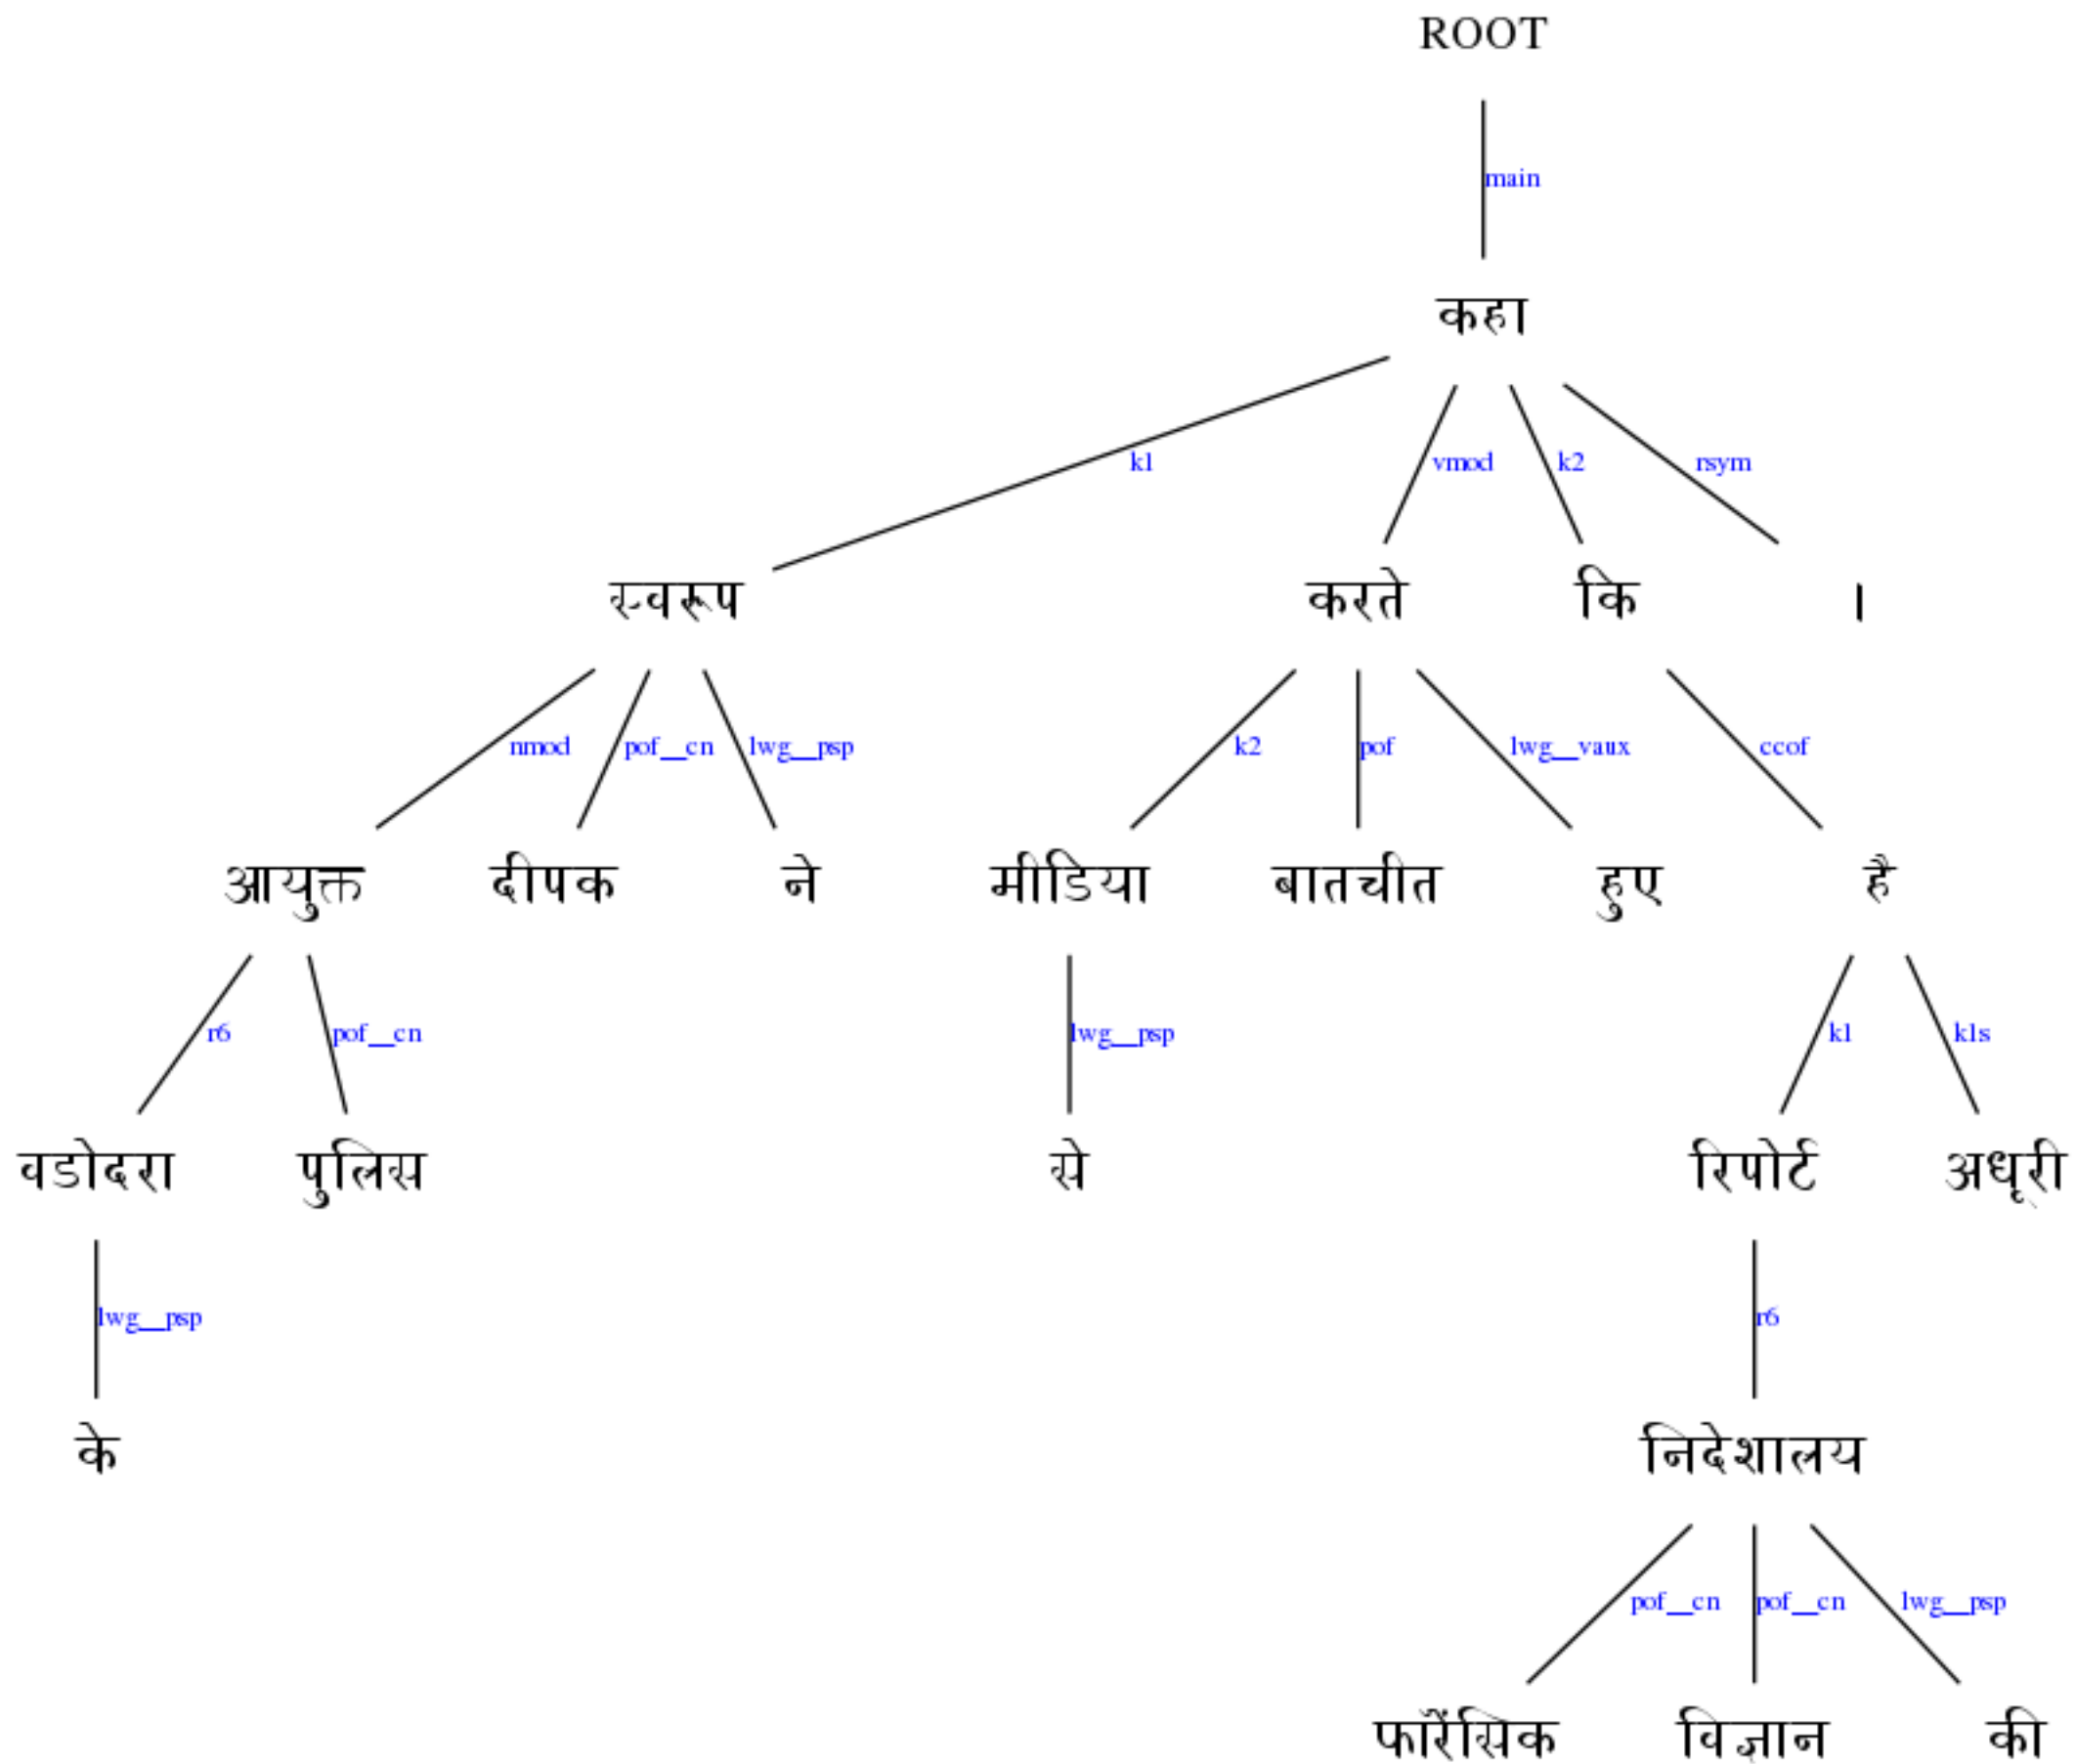 ROOT
main
कहा
k1 vmod k2 rsym
स्वरूप करते कि ।
nmod pof__cn lwg__psp k2 pof lwg__vaux ccof
आयुक्त दीपक ने मीडिया बातचीत हुए है
r6 pof__cn lwg__psp k1 k1s
वडोदरा पुलिस से रिपोर्ट अधूरी
lwg__psp r6
के निदेशालय
pof__cn pof__cn lwg__psp
फारेंसिक विज्ञान की